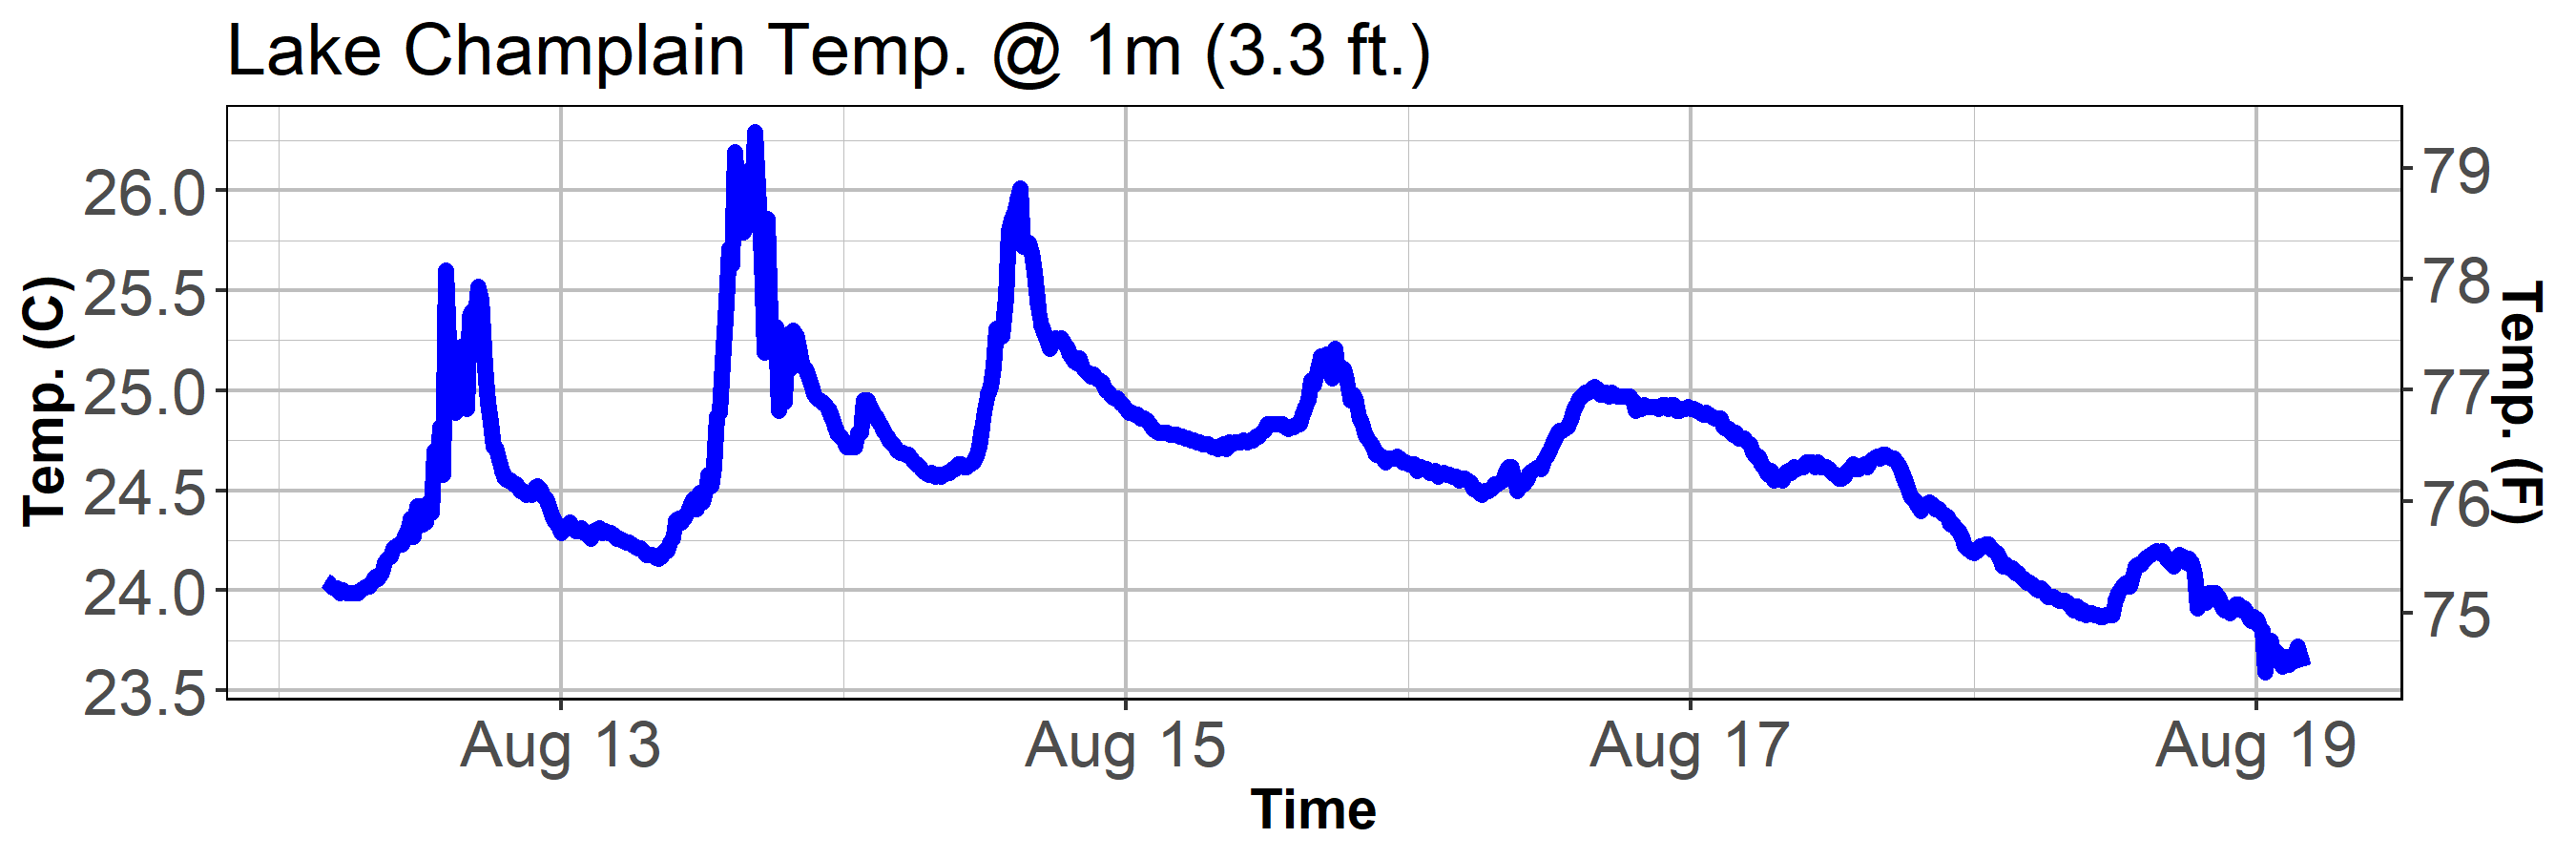 Lake Champlain Temp. @ 1m (3.3 ft.)
Temp. (C)
26.0
25.5
25.0
24.5
24.0
23.5
79
78
77
76
75
Temp. (F)
Aug 13
Aug 15
Aug 17
Aug 19
Time